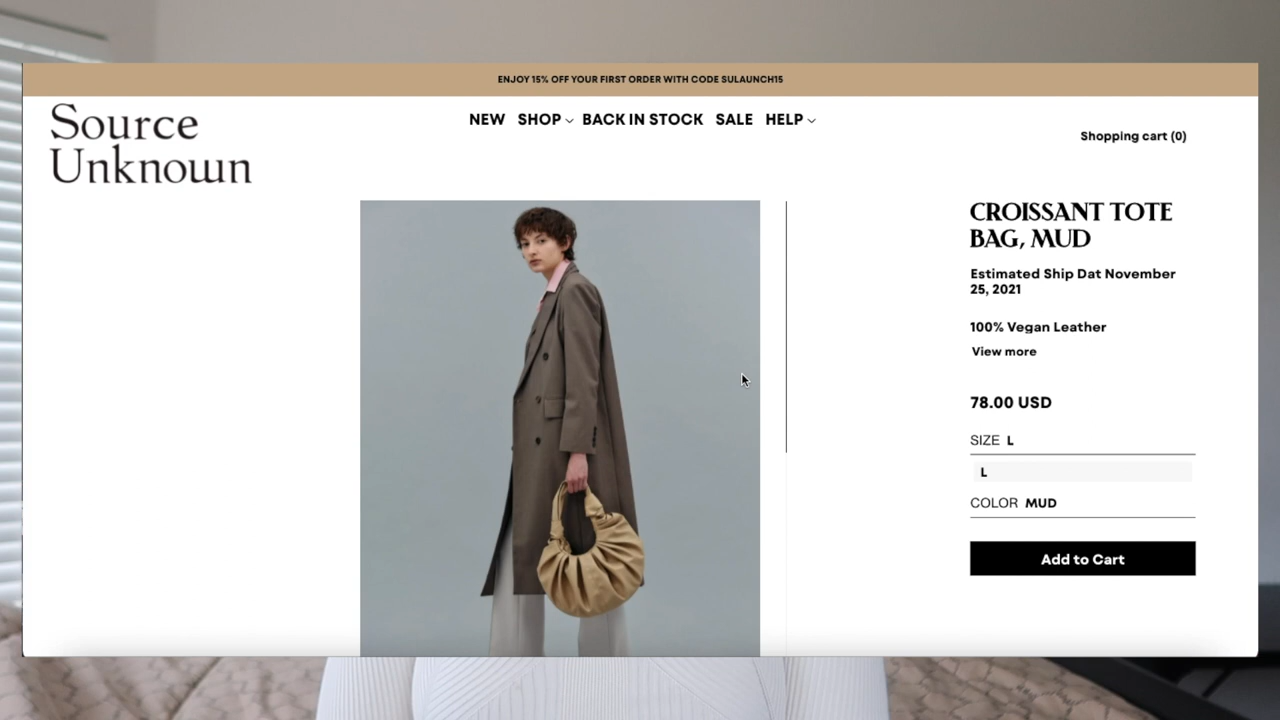 ENJOY 15% OFF YOUR FIRST ORDER WITH CODE SULAUNCH15
Source
Unknown
NEW SHOP BACK IN STOCK SALE HELP
Shopping cart (0)
CROISSANT TOTE
BAG, MUD
Estimated Ship Dat November
25, 2021
100% Vegan Leather
View more
78.00 USD
SIZE L
L
COLOR MUD
Add to Cart